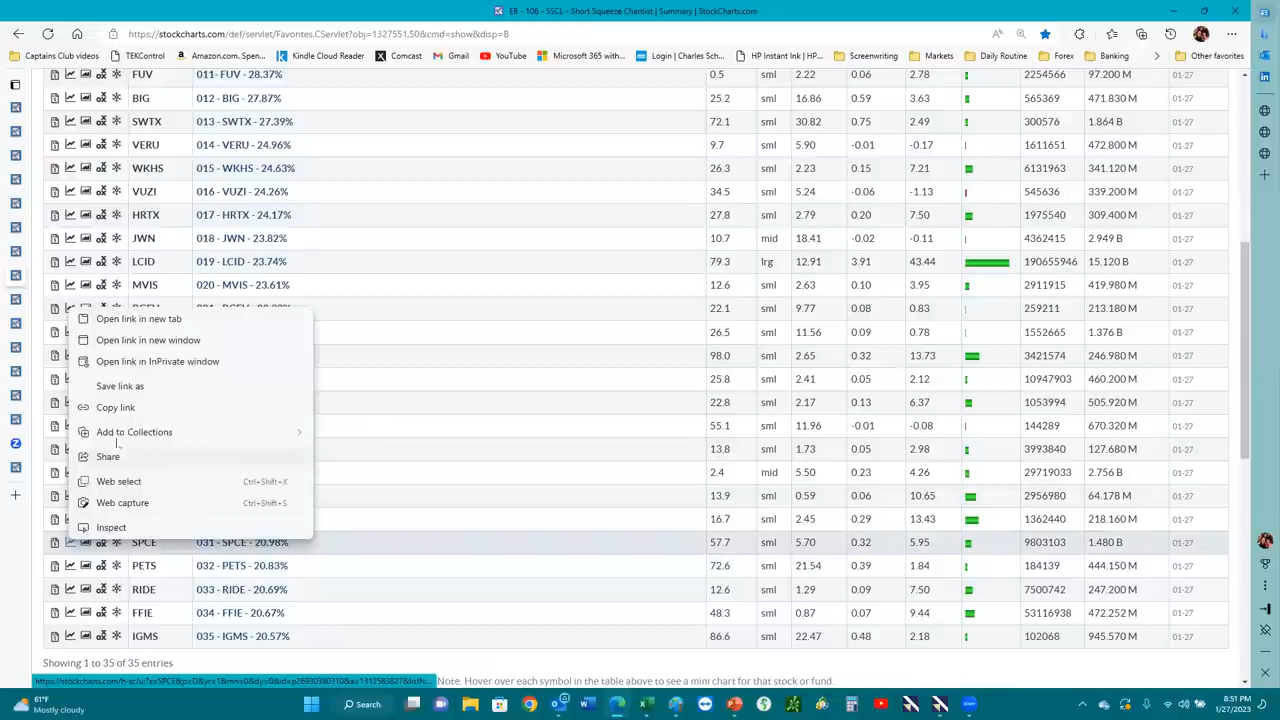 EB - 106 - SSCL - Short Squeeze Chartlist | Summary | StockCharts.com
https://stockcharts.com/def/servlet/Favorites.CServlet?obj=1327551,50&cmd=show&disp=B
Captains Club videos TEKControl Amazon.com. Spen... Kindle Cloud Reader Comcast Gmail YouTube Microsoft 365 with... Login | Charles Sch... HP Instant Ink | HP... Screenwriting Markets Daily Routine Forex Banking Other favorites
FUV 011-FUV - 28.37% 0.5 sml 2.22 0.06 2.78 2254566 97.200 M 01-27
BIG 012 - BIG - 27.87% 25.2 sml 16.86 0.59 3.63 565369 471.830 M 01-27
SWTX 013 - SWTX - 27.39% 72.1 sml 30.82 0.75 2.49 300576 1.864 B 01-27
VERU 014 - VERU - 24.96% 9.7 sml 5.90 -0.01 -0.17 1611651 472.800 M 01-27
WKHS 015 - WKHS - 24.63% 26.3 sml 2.23 0.15 7.21 6131963 341.120 M 01-27
VUZI 016 - VUZI - 24.26% 34.5 sml 5.24 -0.06 -1.13 545636 339.200 M 01-27
HRTX 017 - HRTX - 24.17% 27.8 sml 2.79 0.20 7.50 1975540 309.400 M 01-27
JWN 018 - JWN - 23.82% 10.7 mid 18.41 -0.02 -0.11 4362415 2.949 B 01-27
LCID 019 - LCID - 23.74% 79.3 lrg 12.91 3.91 43.44 190655946 15.120 B 01-27
MVIS 020 - MVIS - 23.61% 12.6 sml 2.63 0.10 3.95 2911915 419.980 M 01-27
22.1 sml 9.77 0.08 0.83 259211 213.180 M 01-27
Open link in new tab
26.5 sml 11.56 0.09 0.78 1552665 1.376 B 01-27
Open link in new window
98.0 sml 2.65 0.32 13.73 3421574 246.980 M 01-27
Open link in InPrivate window
25.8 sml 2.41 0.05 2.12 10947903 460.200 M 01-27
Save link as
22.8 sml 2.17 0.13 6.37 1053994 505.920 M 01-27
Copy link
55.1 sml 11.96 -0.01 -0.08 144289 670.320 M 01-27
Add to Collections
13.8 sml 1.73 0.05 2.98 3993840 127.680 M 01-27
Share
2.4 mid 5.50 0.23 4.26 29719033 2.756 B 01-27
Web select Ctrl+Shift+X
13.9 sml 0.59 0.06 10.65 2956980 64.178 M 01-27
Web capture Ctrl+Shift+S
16.7 sml 2.45 0.29 13.43 1362440 218.160 M 01-27
Inspect
SPCE 031 - SPCE - 20.98% 57.7 sml 5.70 0.32 5.95 9803103 1.480 B 01-27
PETS 032 - PETS - 20.83% 72.6 sml 21.54 0.39 1.84 184139 444.150 M 01-27
RIDE 033 - RIDE - 20.69% 12.6 sml 1.29 0.09 7.50 7500742 247.200 M 01-27
FFIE 034 - FFIE - 20.67% 48.3 sml 0.87 0.07 9.44 53116938 472.252 M 01-27
IGMS 035 - IGMS - 20.57% 86.6 sml 22.47 0.48 2.18 102068 945.570 M 01-27
Showing 1 to 35 of 35 entries
Note: Hover over each symbol in the table above to see a mini chart for that stock or fund.
61°F
Mostly cloudy
Search
8:51 PM
1/27/2023